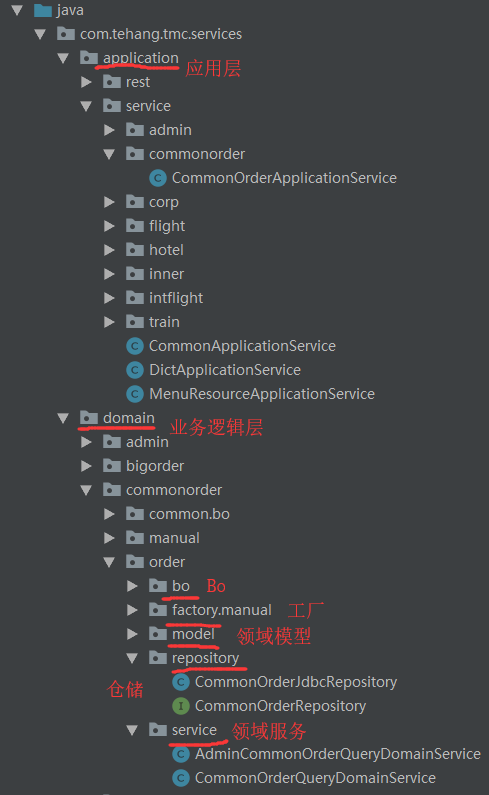 java
com.tehang.tmc.services
application 应用层
rest
service
admin
commonorder
CommonOrderApplicationService
corp
flight
hotel
inner
intflight
train
CommonApplicationService
DictApplicationService
MenuResourceApplicationService
domain 业务逻辑层
admin
bigorder
commonorder
common.bo
manual
order
bo Bo
factory.manual 工厂
model 领域模型
repository
仓储 CommonOrderJdbcRepository
CommonOrderRepository
service 领域服务
AdminCommonOrderQueryDomainService
CommonOrderQueryDomainService